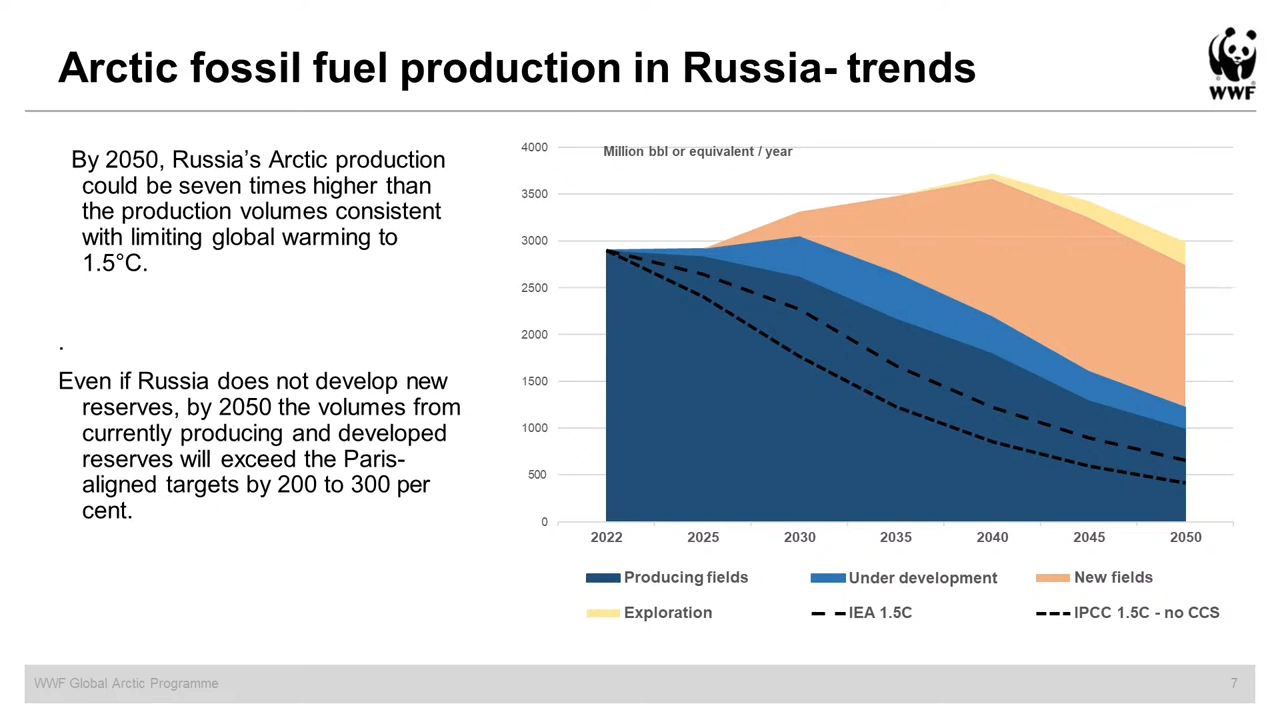 Arctic fossil fuel production in Russia- trends
WWF
By 2050, Russia’s Arctic production
could be seven times higher than
the production volumes consistent
with limiting global warming to
1.5°C.
.
Even if Russia does not develop new
reserves, by 2050 the volumes from
currently producing and developed
reserves will exceed the Paris-
aligned targets by 200 to 300 per
cent.
Million bbl or equivalent / year
4000
3500
3000
2500
2000
1500
1000
500
0
2022 2025 2030 2035 2040 2045 2050
Producing fields Under development New fields
Exploration IEA 1.5C IPCC 1.5C - no CCS
WWF Global Arctic Programme 7